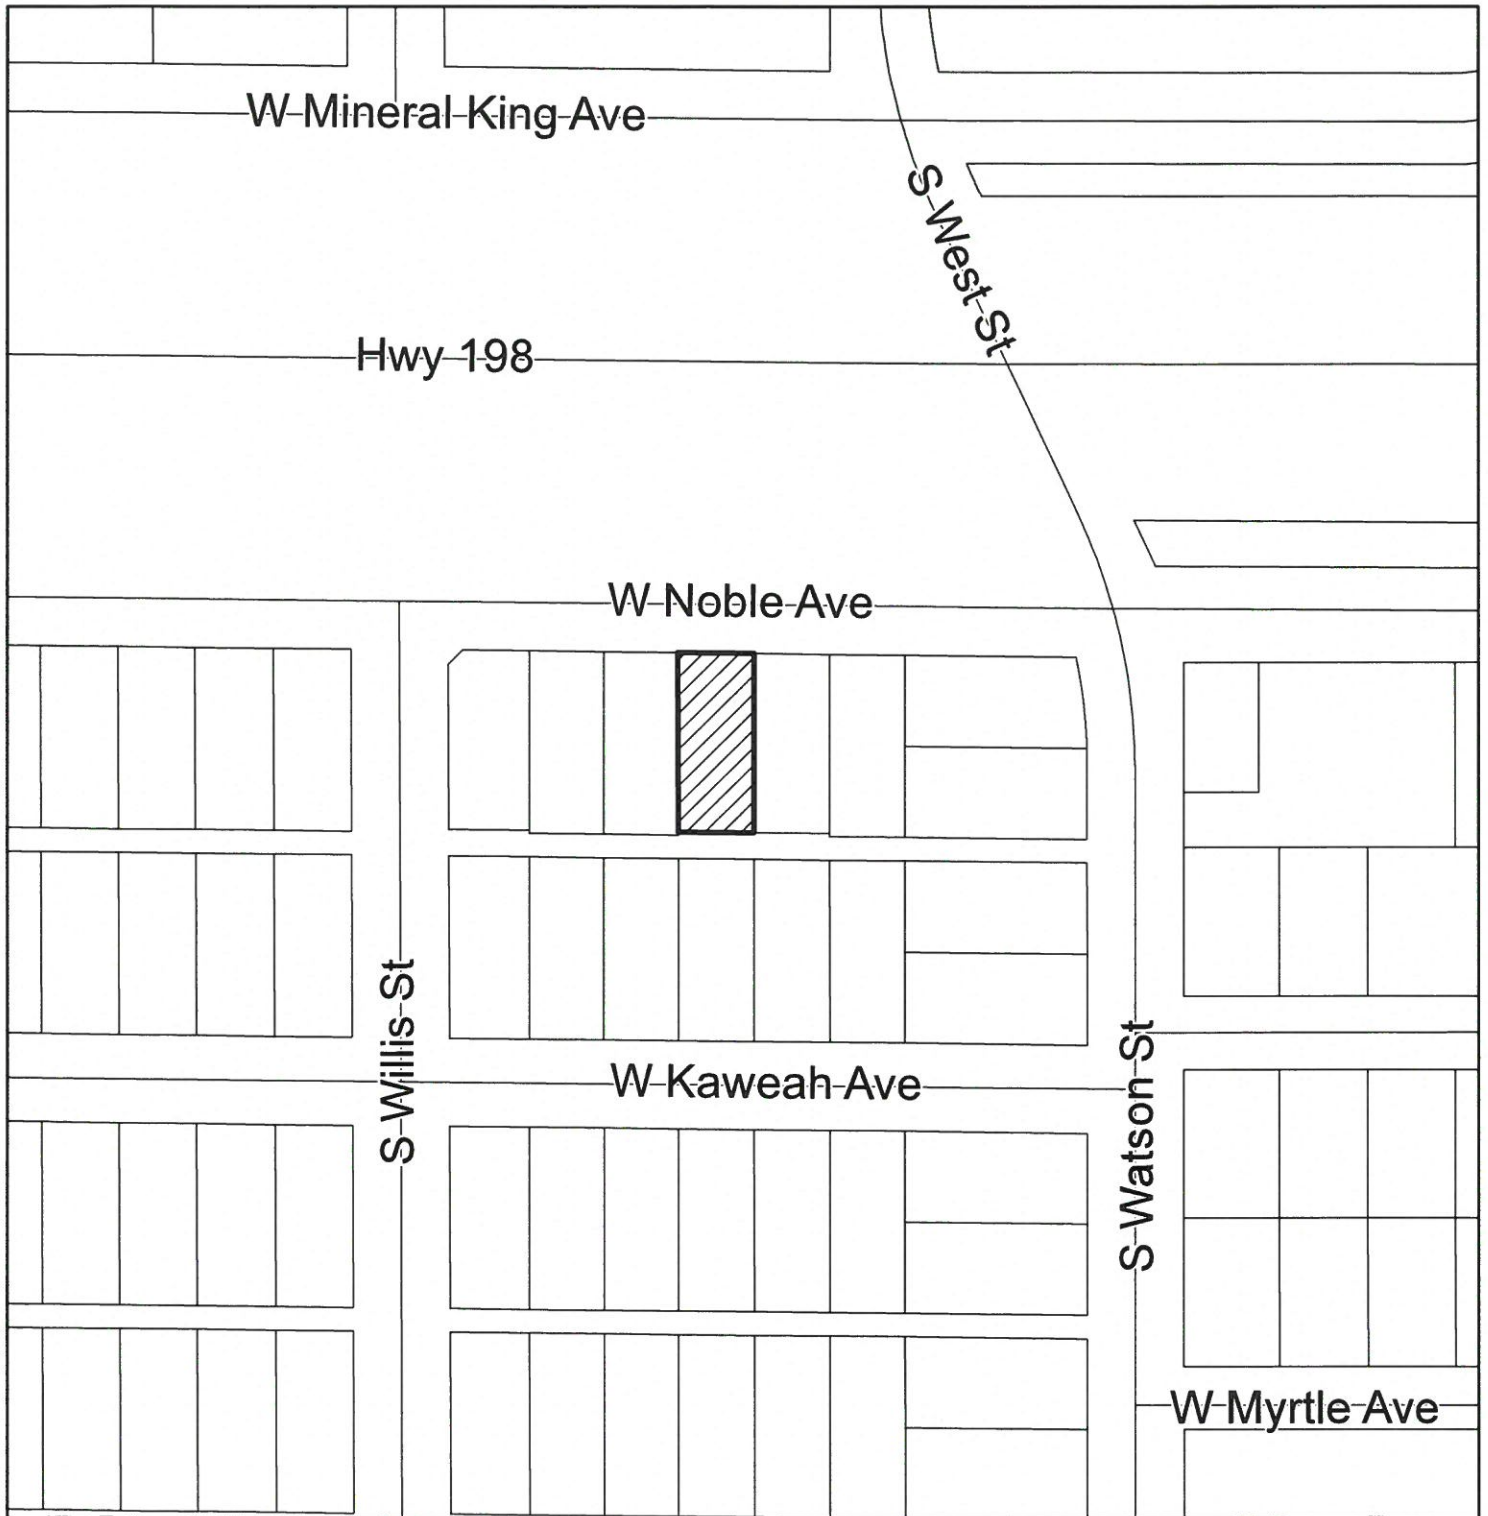 W Mineral King Ave
S West St
Hwy 198
W Noble Ave
S Willis St
W Kaweah Ave
S Watson St
W Myrtle Ave